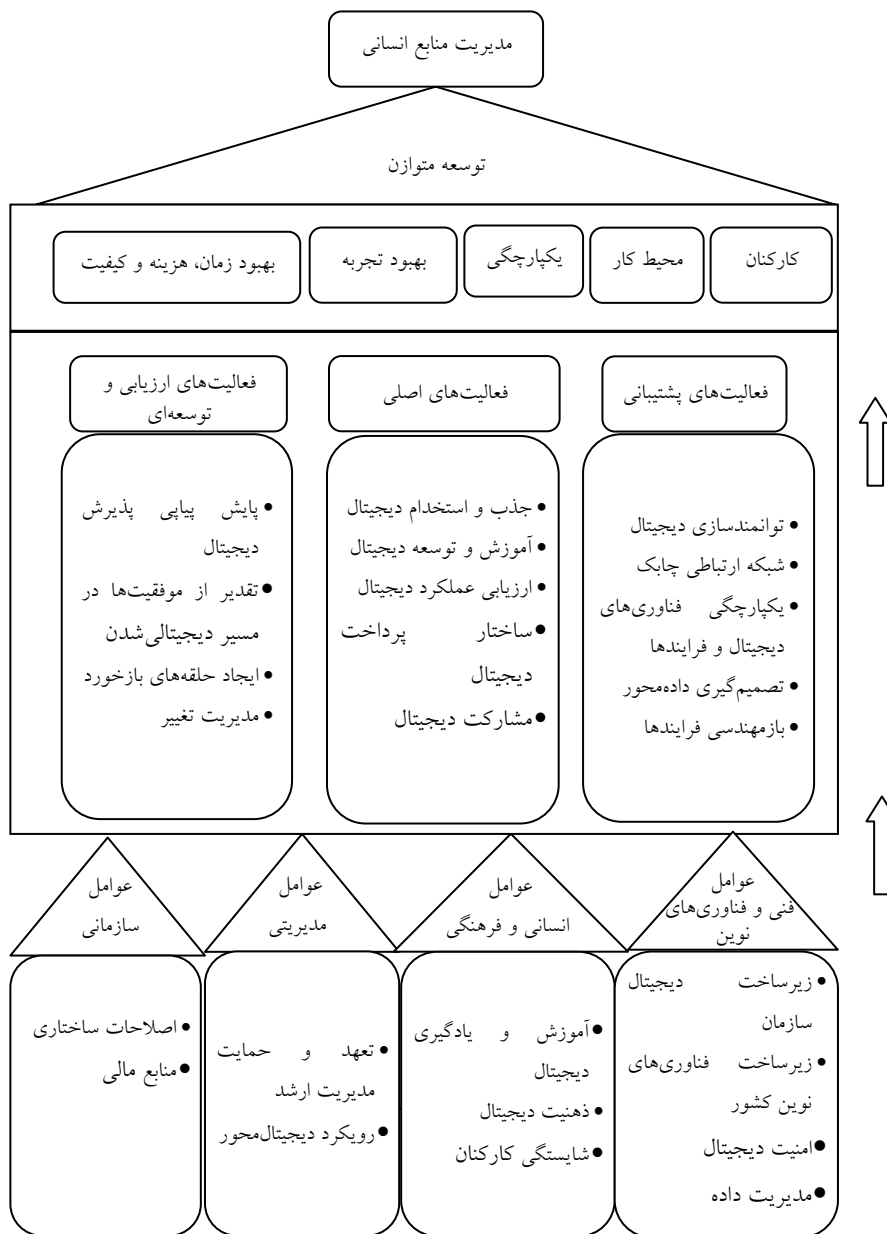 مدیریت منابع انسانی
توسعه متوازن
کارکنان
محیط کار
یکپارچگی
بهبود تجربه
بهبود زمان، هزینه و کیفیت
فعالیت‌های پشتیبانی
• توانمندسازی دیجیتال
• شبکه ارتباطی چابک
• یکپارچگی فناوری‌های
دیجیتال و فرایندها
• تصمیم‌گیری داده‌محور
• بازمهندسی فرایندها
فعالیت‌های اصلی
• جذب و استخدام دیجیتال
• آموزش و توسعه دیجیتال
• ارزیابی عملکرد دیجیتال
• ساختار پرداخت
دیجیتال
• مشارکت دیجیتال
فعالیت‌های ارزیابی و
توسعه‌ای
• پایش پیاپی پذیرش
دیجیتال
• تقدیر از موفقیت‌ها در
مسیر دیجیتالی‌شدن
• ایجاد حلقه‌های بازخورد
• مدیریت تغییر
عوامل
فنی و فناوری‌های
نوین
• زیرساخت دیجیتال
سازمان
• زیرساخت فناوری‌های
نوین کشور
• امنیت دیجیتال
• مدیریت داده
عوامل
انسانی و فرهنگی
• آموزش و یادگیری
دیجیتال
• ذهنیت دیجیتال
• شایستگی کارکنان
عوامل
مدیریتی
• تعهد و حمایت
مدیریت ارشد
• رویکرد دیجیتال‌محور
عوامل
سازمانی
• اصلاحات ساختاری
• منابع مالی